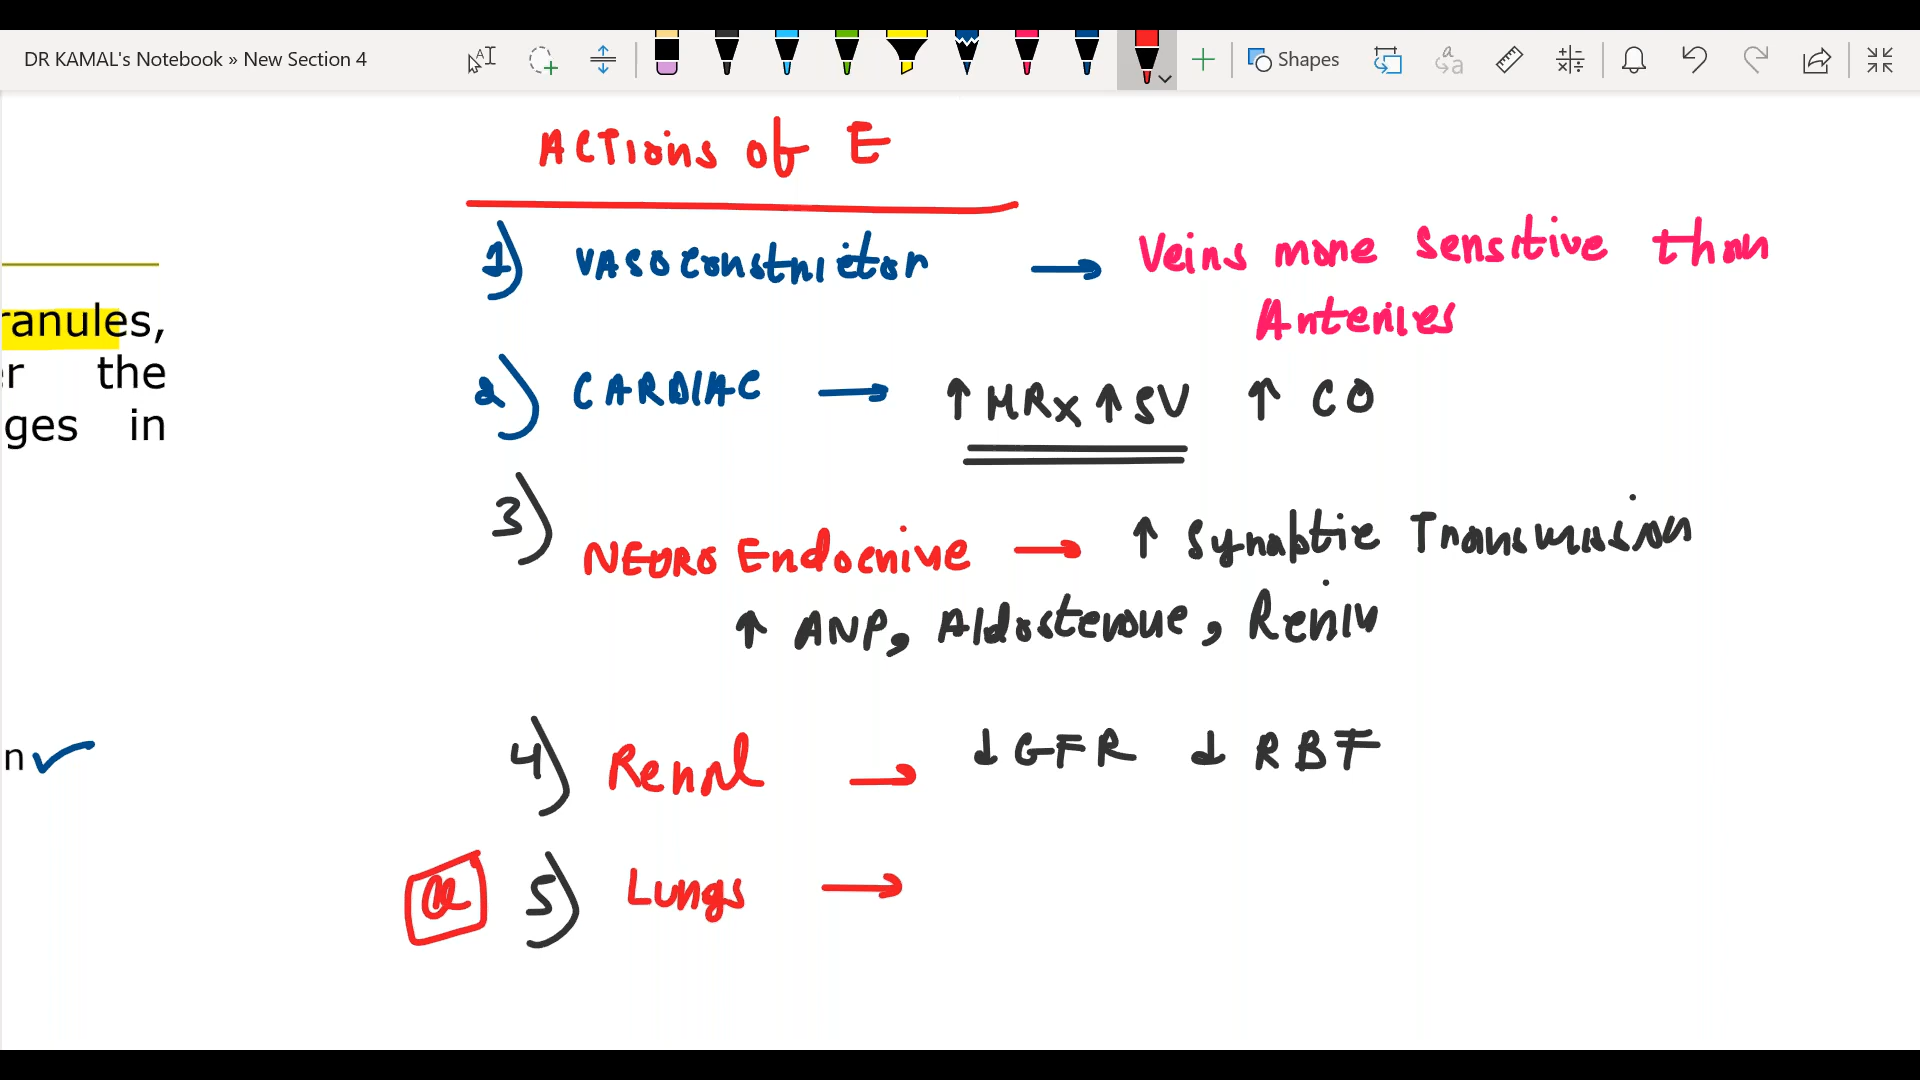 DR KAMAL's Notebook » New Section 4
Shapes
Actions of E
1) Vasoconstrictor → Veins more sensitive than
Arteries
2) CARDIAC → ↑ HR x ↑ SV ↑ CO
3)
NEURO Endocrine → ↑ Synaptic Transmission
↑ ANP, Aldosterone, Renin
4) Renal → ↓ GFR ↓ RBF
5) Lungs →
ranules,
r the
ges in
n